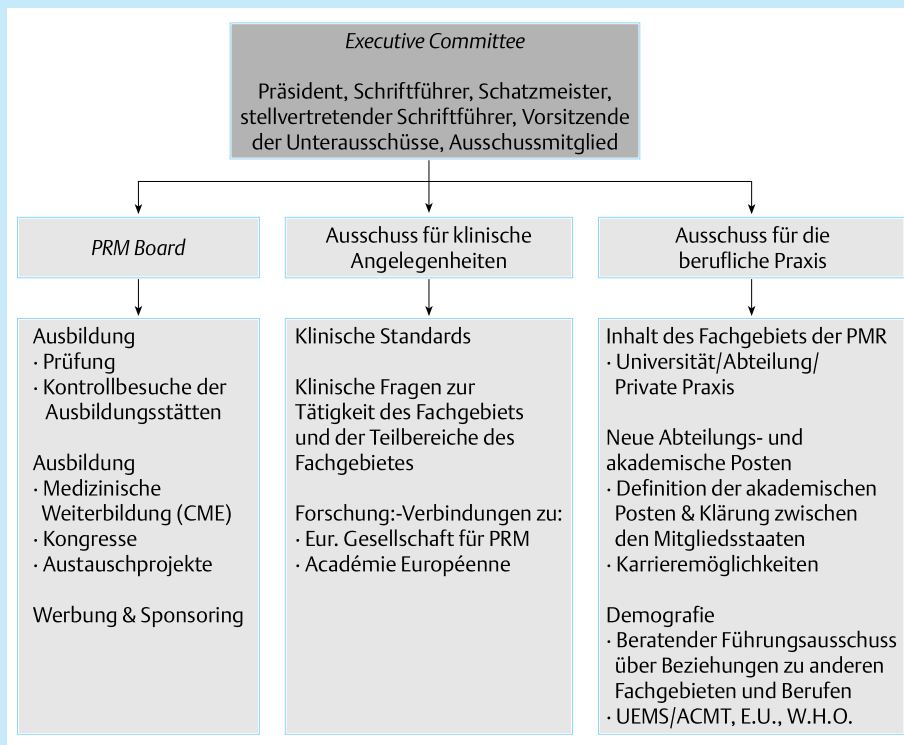 Executive Committee
Präsident, Schriftführer, Schatzmeister,
stellvertretender Schriftführer, Vorsitzende
der Unterausschüsse, Ausschussmitglied
PRM Board
Ausschuss für klinische
Angelegenheiten
Ausschuss für die
berufliche Praxis
Ausbildung
· Prüfung
· Kontrollbesuche der
Ausbildungsstätten
Ausbildung
· Medizinische
Weiterbildung (CME)
· Kongresse
· Austauschprojekte
Werbung & Sponsoring
Klinische Standards
Klinische Fragen zur
Tätigkeit des Fachgebiets
und der Teilbereiche des
Fachgebietes
Forschung:-Verbindungen zu:
· Eur. Gesellschaft für PRM
· Académie Européenne
Inhalt des Fachgebiets der PMR
· Universität/Abteilung/
Private Praxis
Neue Abteilungs- und
akademische Posten
· Definition der akademischen
Posten & Klärung zwischen
den Mitgliedsstaaten
· Karrieremöglichkeiten
Demografie
· Beratender Führungsausschuss
über Beziehungen zu anderen
Fachgebieten und Berufen
· UEMS/ACMT, E.U., W.H.O.